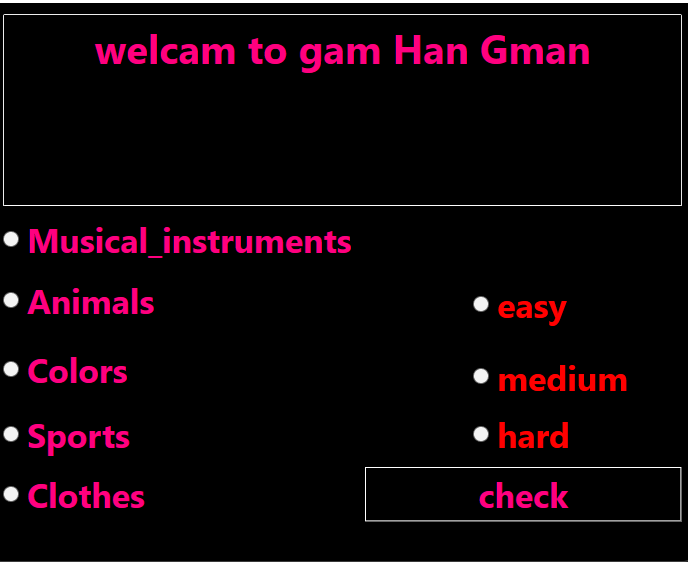 welcam to gam Han Gman
Musical_instruments
Animals
easy
Colors
medium
Sports
hard
Clothes
check